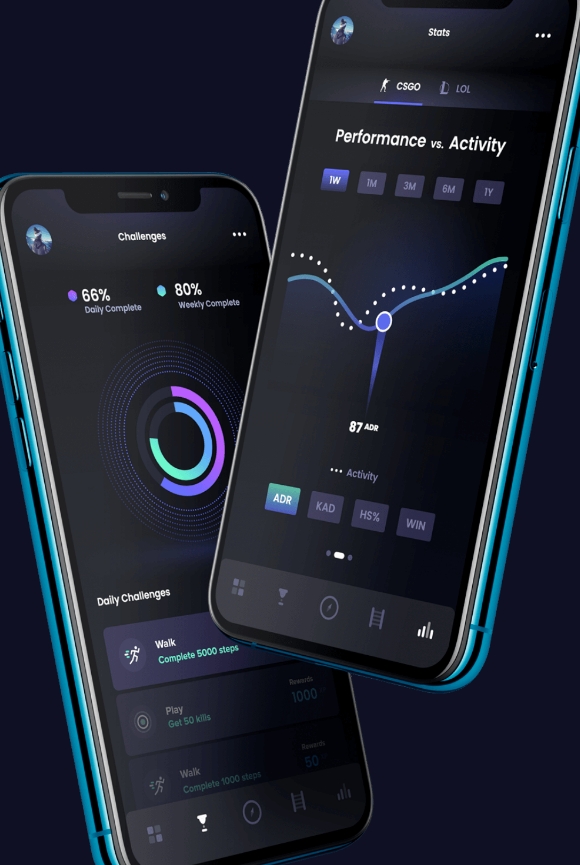 Stats
CSGO LOL
Performance vs. Activity
1W 1M 3M 6M 1Y
87 ADR
Activity
ADR KAD HS% WIN
Challenges
66% 80%
Daily Complete Weekly Complete
Daily Challenges
Walk
Complete 5000 steps
Play
Get 50 kills
Rewards
1000
Walk
Complete 1000 steps
Rewards
50